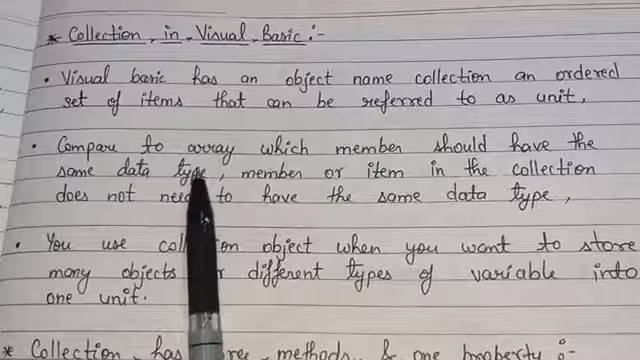 * Collection in Visual Basic :-
• Visual basic has an object name collection an ordered
set of items that can be referred to as unit.
• Compare to array which member should have the
same data type, member or item in the collection
does not need to have the same data type,
• You use object when you want to store
many objects different types of variable into
one unit.
* Collection has methods & one property :-